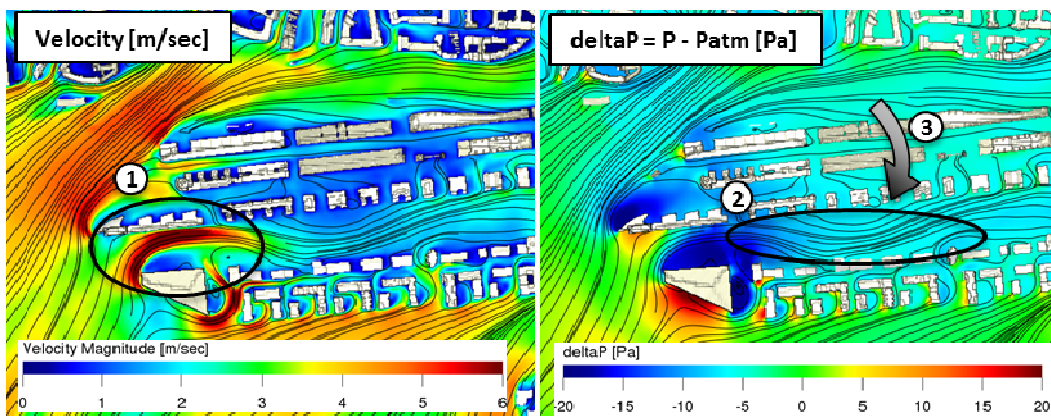 Velocity [m/sec]
1
Velocity Magnitude [m/sec]
0 1 2 3 4 5 6
deltaP = P - Patm [Pa]
3
2
deltaP [Pa]
-20 -15 -10 -5 0 5 10 15 20